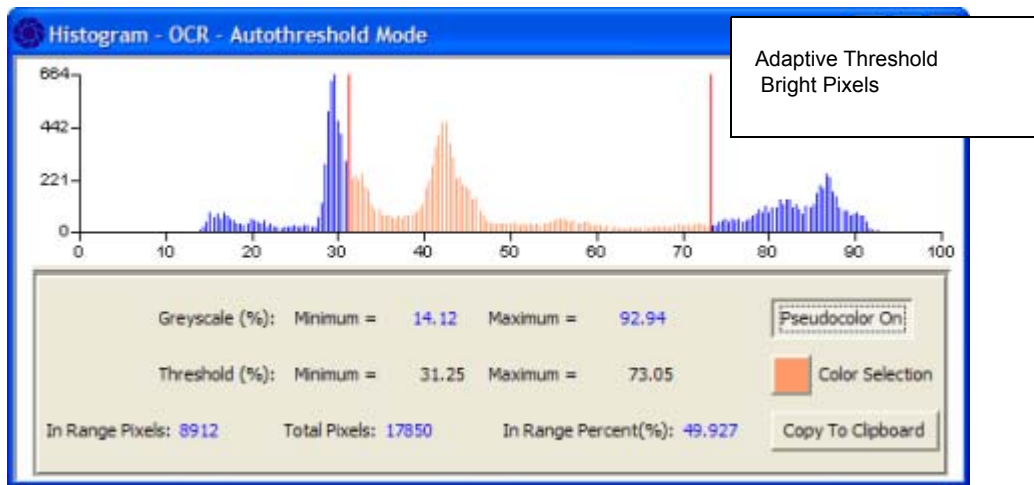 Histogram - OCR - Autothreshold Mode
Adaptive Threshold
Bright Pixels
664
442
221
0
0 10 20 30 40 50 60 70 80 90 100
Greyscale (%): Minimum = 14.12 Maximum = 92.94 Pseudocolor On
Threshold (%): Minimum = 31.25 Maximum = 73.05 Color Selection
In Range Pixels: 8912 Total Pixels: 17850 In Range Percent(%): 49.927 Copy To Clipboard